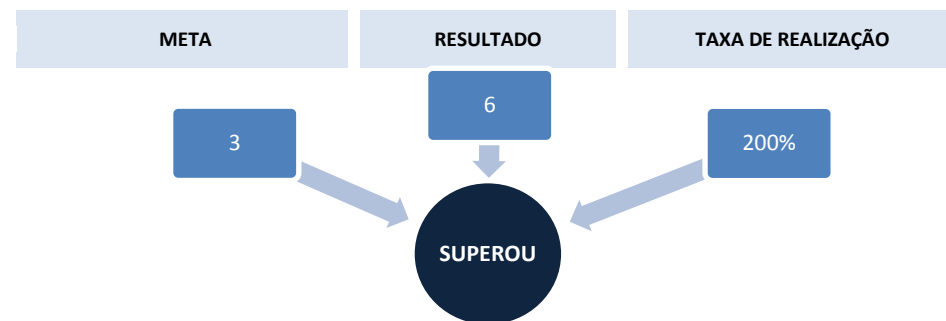 META
RESULTADO
TAXA DE REALIZAÇÃO
3
6
200%
SUPEROU